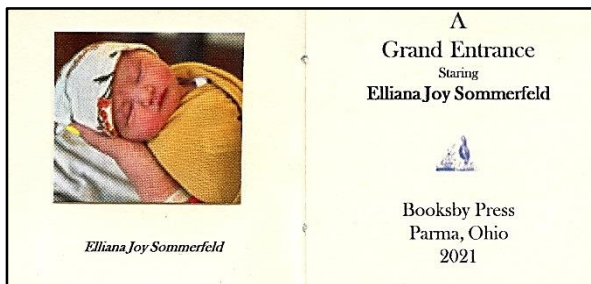 Elliana Joy Sommerfeld
A
Grand Entrance
Staring
Elliana Joy Sommerfeld
Booksby Press
Parma, Ohio
2021